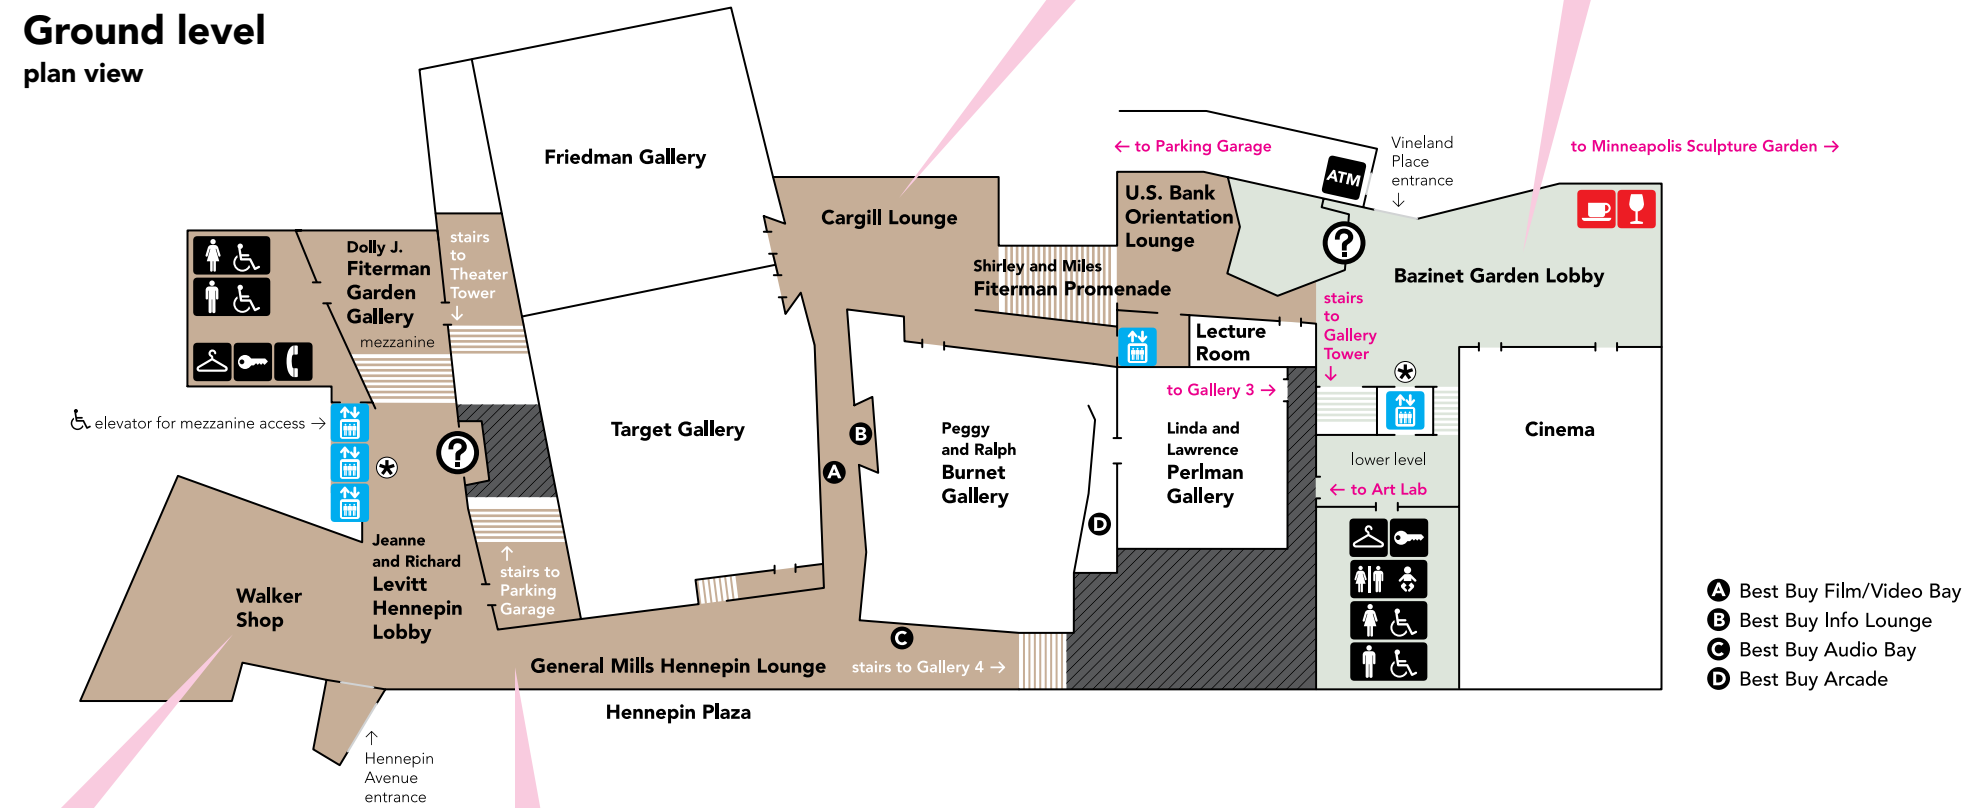 Ground level
plan view
Friedman Gallery
← to Parking Garage
Vineland
Place
entrance
↓
to Minneapolis Sculpture Garden →
ATM
U.S. Bank
Orientation
Lounge
Cargill Lounge
?
Dolly J.
Fiterman
Garden
Gallery
mezzanine
stairs
to
Theater
Tower
↓
Shirley and Miles
Fiterman Promenade
Bazinet Garden Lobby
stairs
to
Gallery
Tower
↓
Lecture
Room
to Gallery 3 →
elevator for mezzanine access →
?
Target Gallery
B
A
Peggy
and Ralph
Burnet
Gallery
Linda and
Lawrence
Perlman
Gallery
D
Cinema
lower level
← to Art Lab
Jeanne
and Richard
Levitt
Hennepin
Lobby
↑
stairs to
Parking
Garage
Walker
Shop
C
General Mills Hennepin Lounge
stairs to Gallery 4 →
Hennepin Plaza
↑
Hennepin
Avenue
entrance
A Best Buy Film/Video Bay
B Best Buy Info Lounge
C Best Buy Audio Bay
D Best Buy Arcade